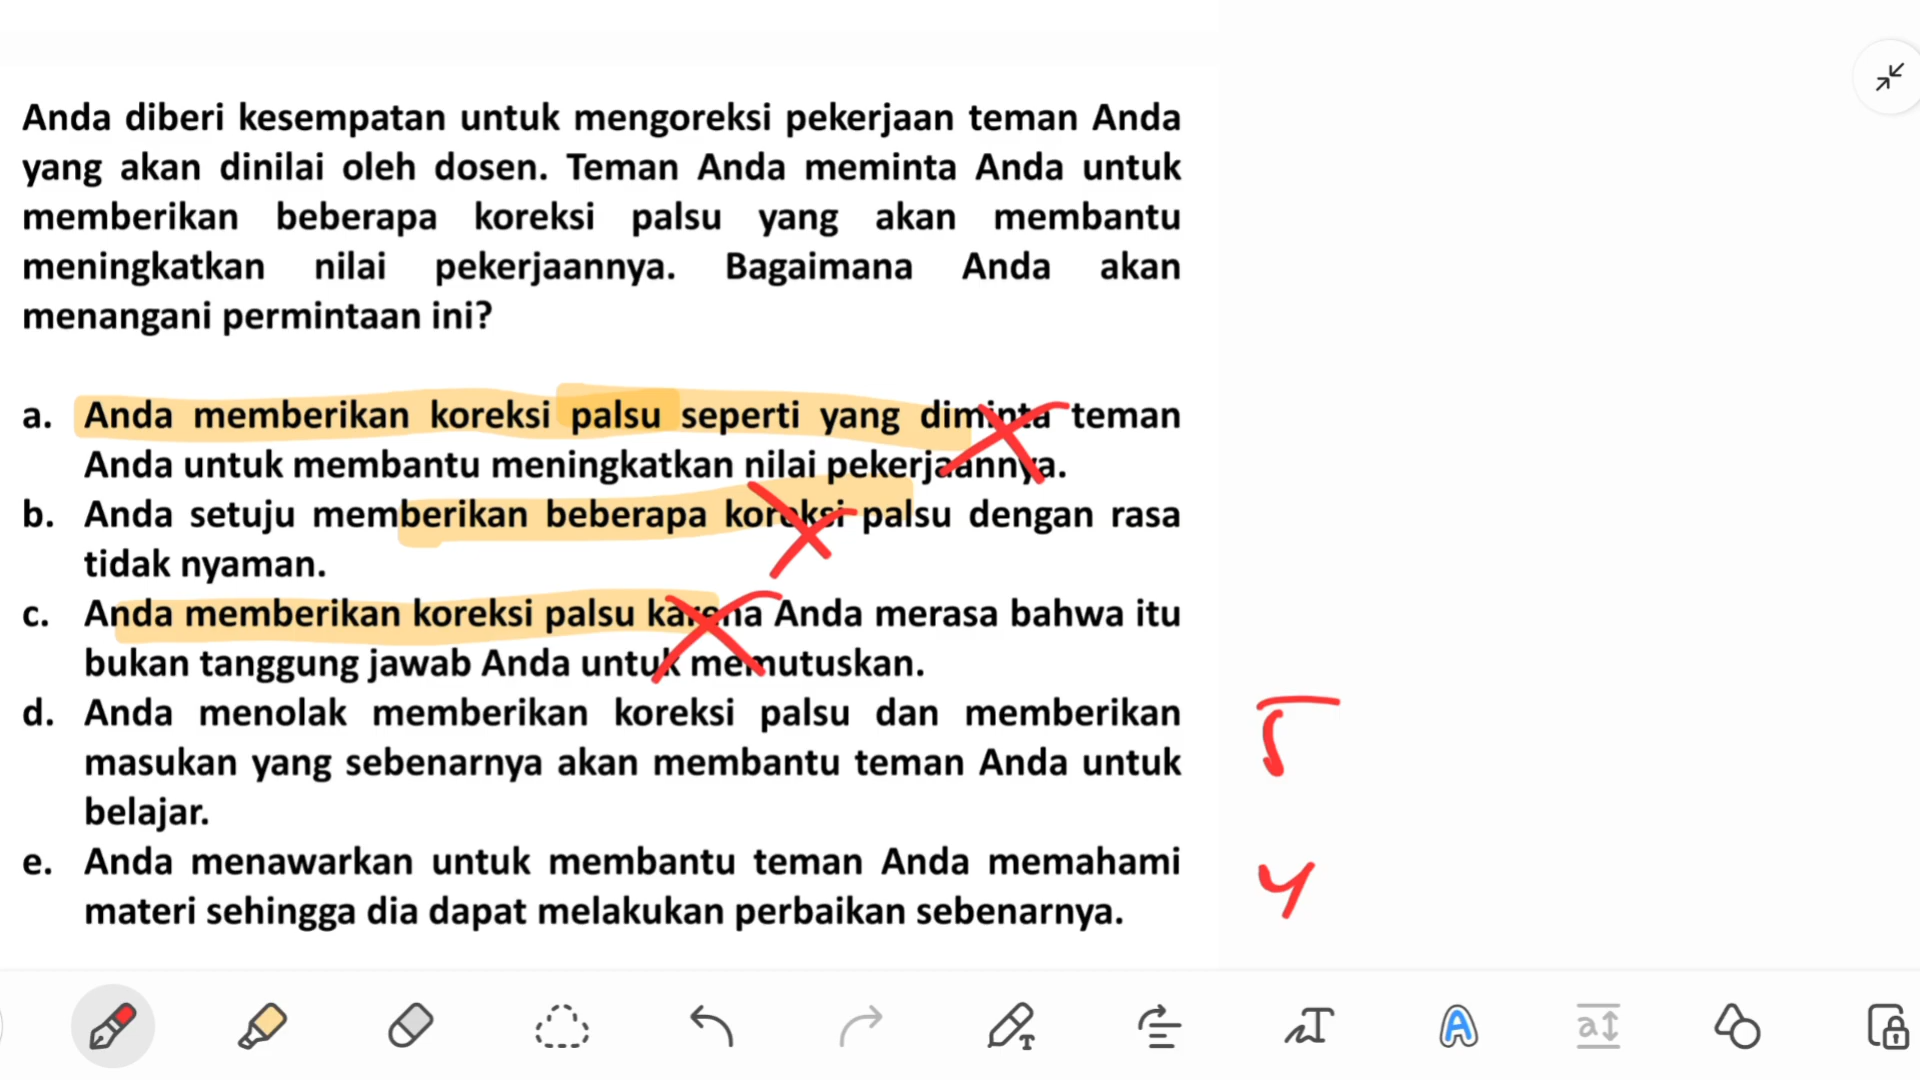 Anda diberi kesempatan untuk mengoreksi pekerjaan teman Anda
yang akan dinilai oleh dosen. Teman Anda meminta Anda untuk
memberikan beberapa koreksi palsu yang akan membantu
meningkatkan nilai pekerjaannya. Bagaimana Anda akan
menangani permintaan ini?
a. Anda memberikan koreksi palsu seperti yang diminta teman
Anda untuk membantu meningkatkan nilai pekerjaannya.
b. Anda setuju memberikan beberapa koreksi palsu dengan rasa
tidak nyaman.
c. Anda memberikan koreksi palsu karena Anda merasa bahwa itu
bukan tanggung jawab Anda untuk memutuskan.
d. Anda menolak memberikan koreksi palsu dan memberikan
masukan yang sebenarnya akan membantu teman Anda untuk
belajar.
5
e. Anda menawarkan untuk membantu teman Anda memahami
materi sehingga dia dapat melakukan perbaikan sebenarnya.
4